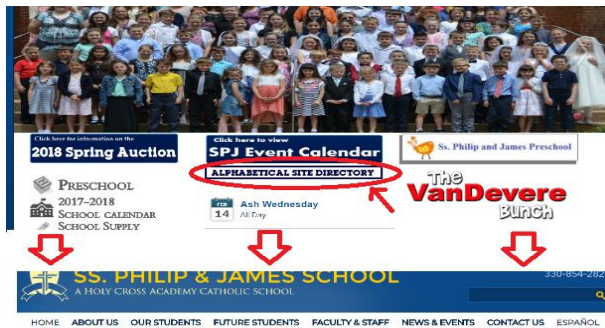 Click here for information on the
2018 Spring Auction
Click here to view
SPJ Event Calendar
ALPHABETICAL SITE DIRECTORY
Ss. Philip and James Preschool
PRESCHOOL
2017–2018
SCHOOL CALENDAR
SCHOOL SUPPLY
FEB
14
Ash Wednesday
All Day
The
VanDevere
Bunch
SS. PHILIP & JAMES SCHOOL
A HOLY CROSS ACADEMY CATHOLIC SCHOOL
330-854-282
HOME ABOUT US OUR STUDENTS FUTURE STUDENTS FACULTY & STAFF NEWS & EVENTS CONTACT US ESPAÑOL